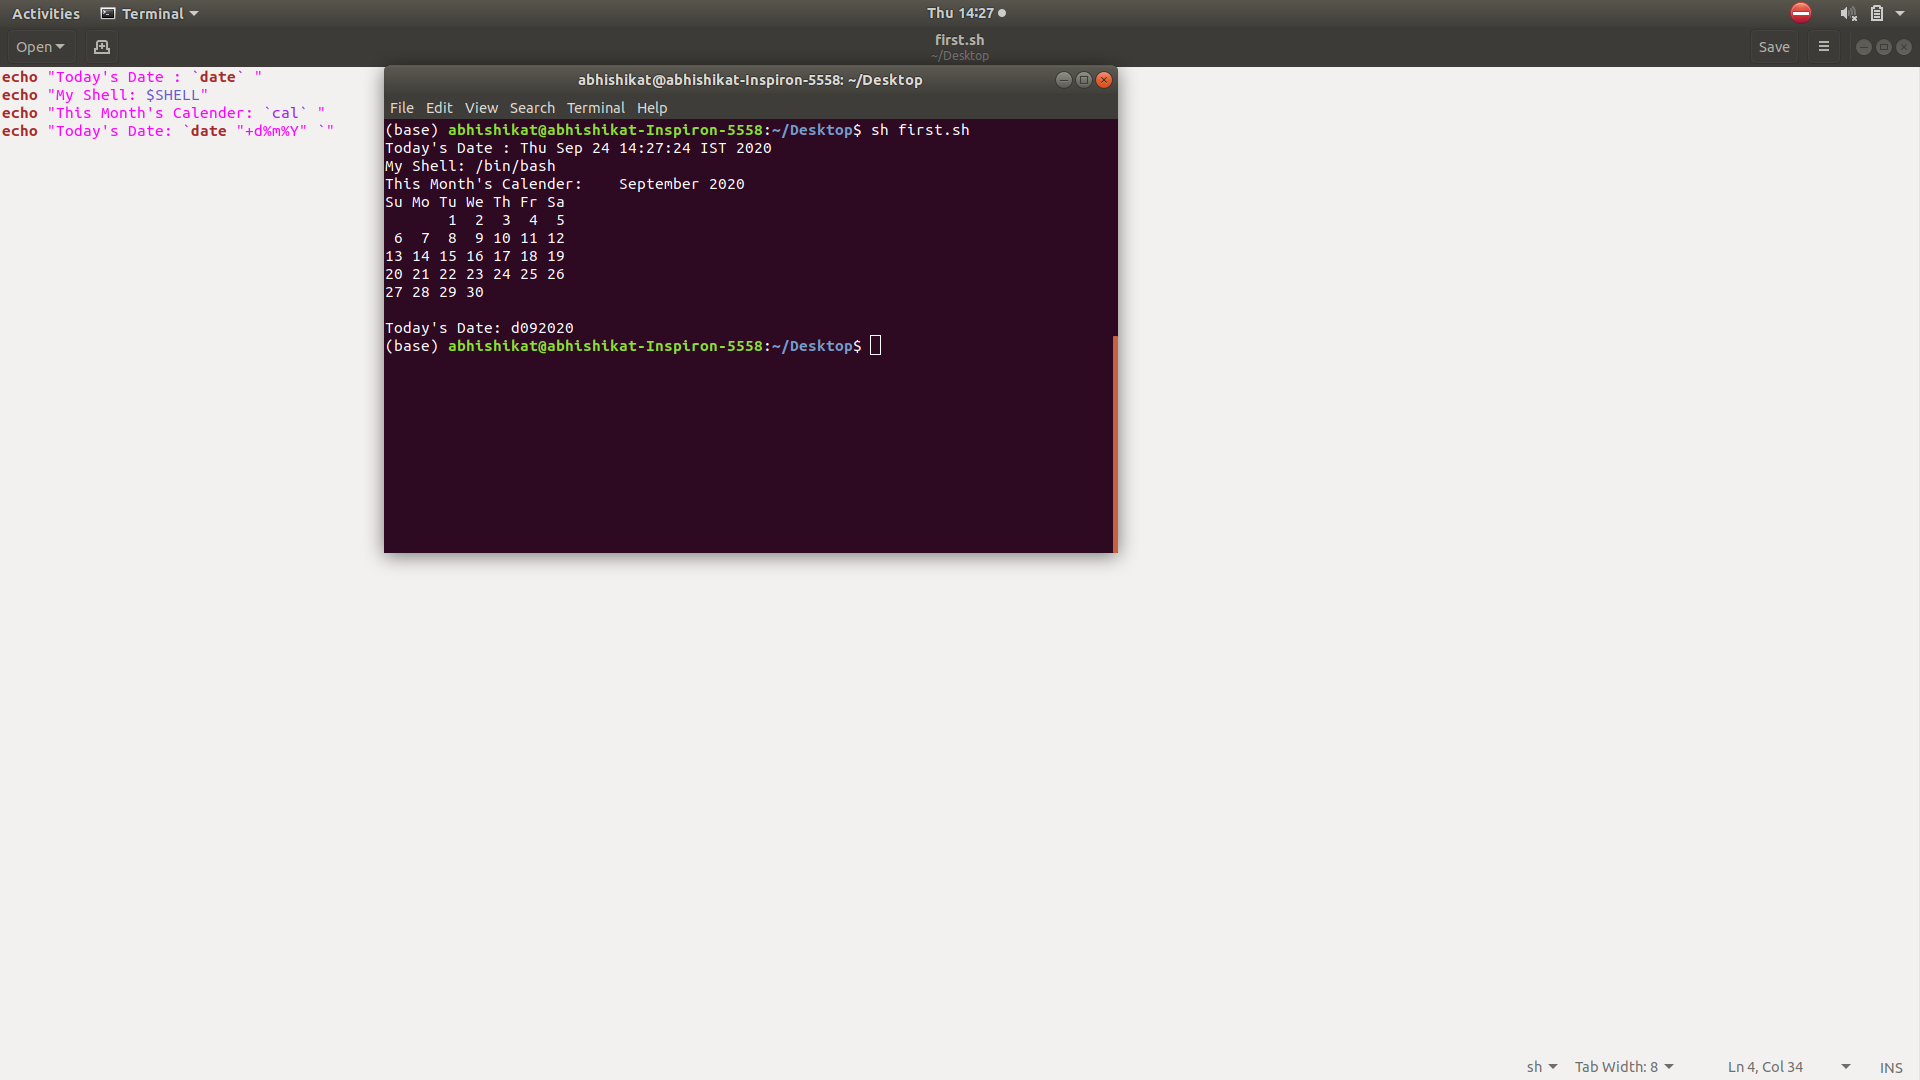 Activities Terminal Thu 14:27
Open first.sh Save
~/Desktop
echo "Today's Date : `date` "
echo "My Shell: $SHELL"
echo "This Month's Calender: `cal` "
echo "Today's Date: `date "+d%m%Y" `"
abhishikat@abhishikat-Inspiron-5558: ~/Desktop
File Edit View Search Terminal Help
(base) abhishikat@abhishikat-Inspiron-5558:~/Desktop$ sh first.sh
Today's Date : Thu Sep 24 14:27:24 IST 2020
My Shell: /bin/bash
This Month's Calender:    September 2020
Su Mo Tu We Th Fr Sa
       1  2  3  4  5
 6  7  8  9 10 11 12
13 14 15 16 17 18 19
20 21 22 23 24 25 26
27 28 29 30
Today's Date: d092020
(base) abhishikat@abhishikat-Inspiron-5558:~/Desktop$
sh Tab Width: 8 Ln 4, Col 34 INS